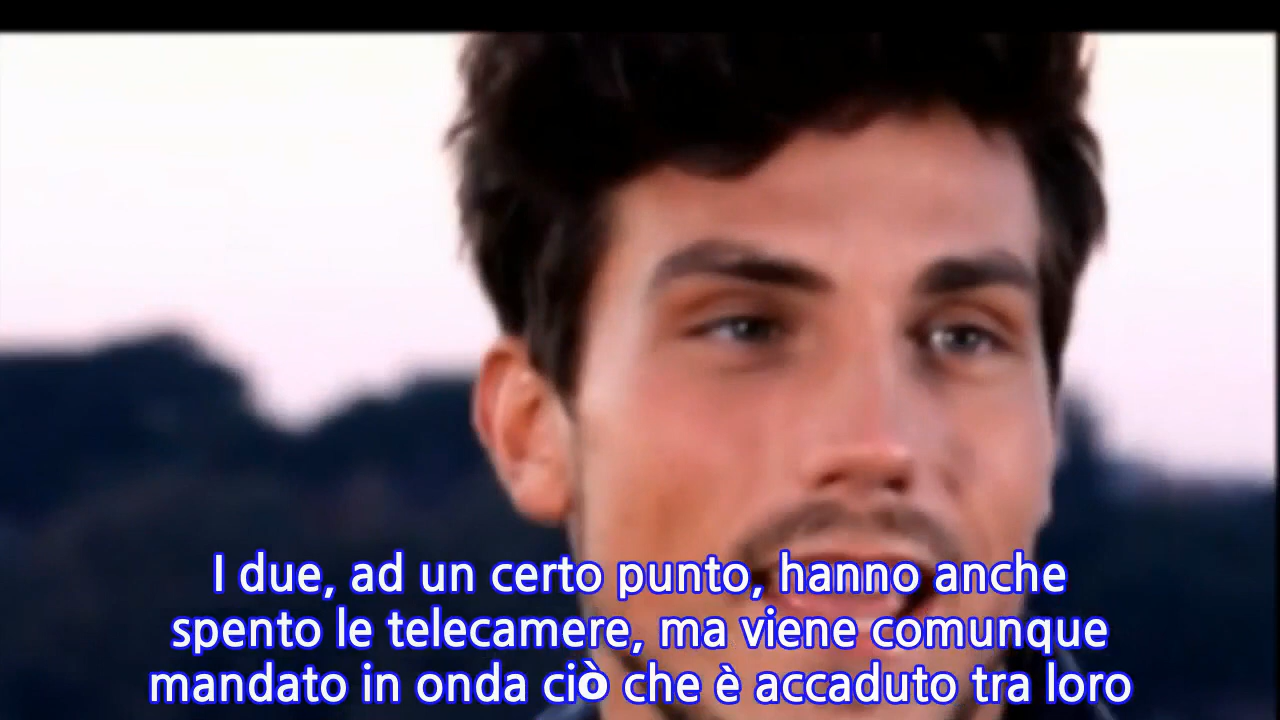 I due, ad un certo punto, hanno anche
spento le telecamere, ma viene comunque
mandato in onda ciò che è accaduto tra loro